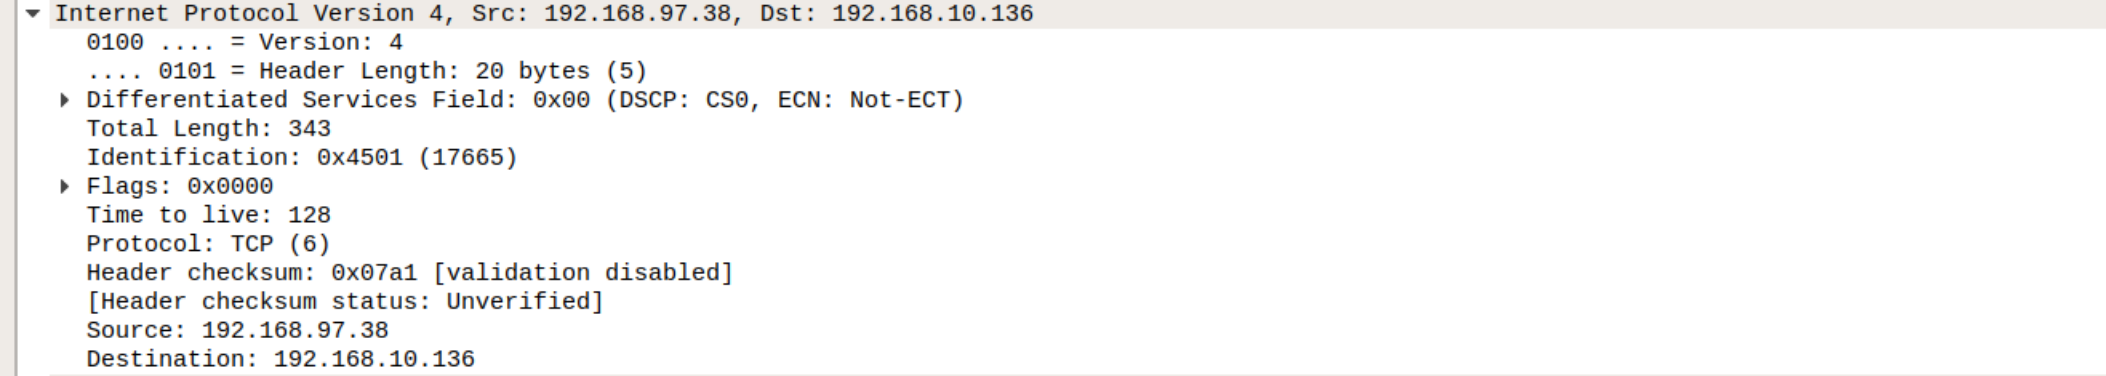 Internet Protocol Version 4, Src: 192.168.97.38, Dst: 192.168.10.136
0100 .... = Version: 4
.... 0101 = Header Length: 20 bytes (5)
Differentiated Services Field: 0x00 (DSCP: CS0, ECN: Not-ECT)
Total Length: 343
Identification: 0x4501 (17665)
Flags: 0x0000
Time to live: 128
Protocol: TCP (6)
Header checksum: 0x07a1 [validation disabled]
[Header checksum status: Unverified]
Source: 192.168.97.38
Destination: 192.168.10.136